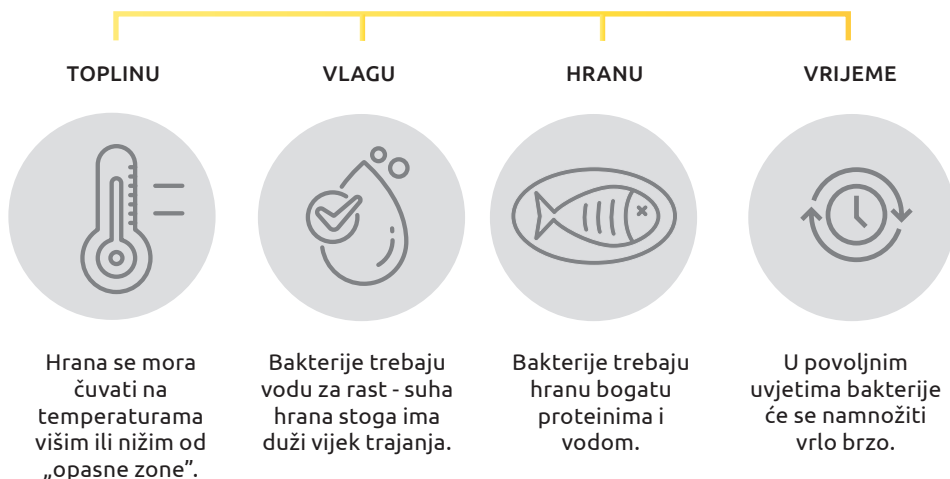 TOPLINU
VLAGU
HRANU
VRIJEME
Hrana se mora
čuvati na
temperaturama
višim ili nižim od
„opasne zone”.
Bakterije trebaju
vodu za rast - suha
hrana stoga ima
duži vijek trajanja.
Bakterije trebaju
hranu bogatu
proteinima i
vodom.
U povoljnim
uvjetima bakterije
će se namnožiti
vrlo brzo.